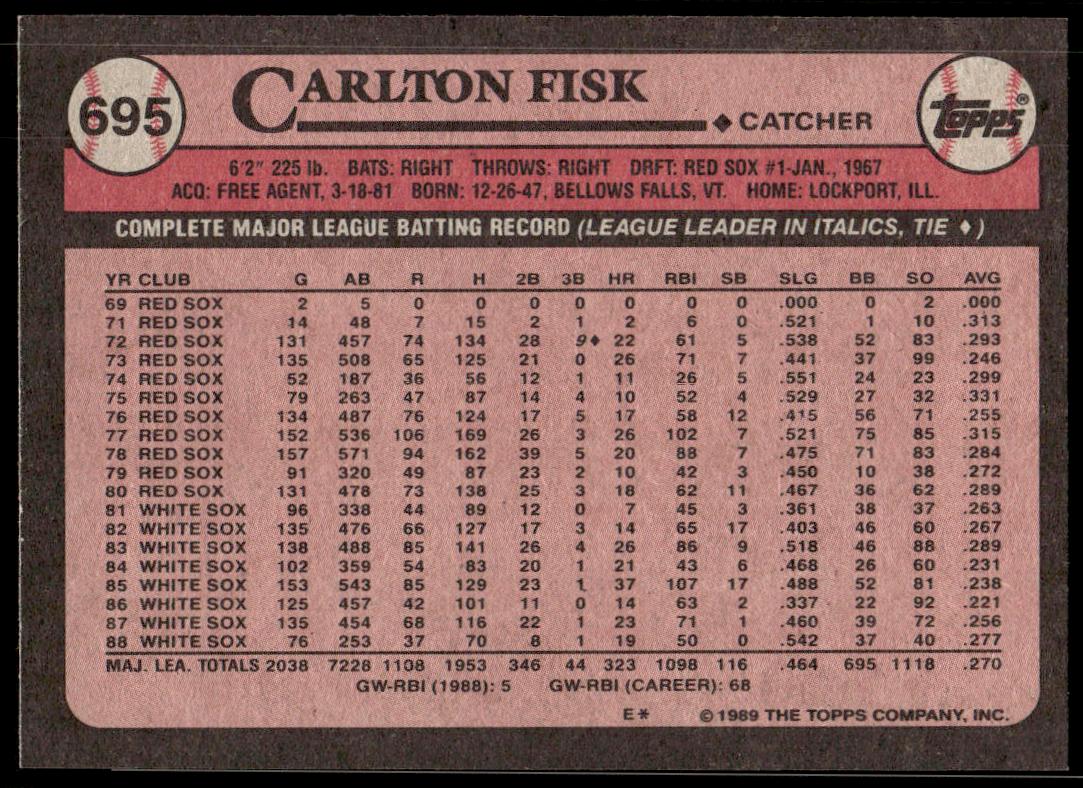 695
CARLTON FISK
◆ CATCHER
Topps®
6'2" 225 lb. BATS: RIGHT THROWS: RIGHT DRFT: RED SOX #1-JAN., 1967
ACQ: FREE AGENT, 3-18-81 BORN: 12-26-47, BELLOWS FALLS, VT. HOME: LOCKPORT, ILL.
COMPLETE MAJOR LEAGUE BATTING RECORD (LEAGUE LEADER IN ITALICS, TIE ♦)
YR CLUB G AB R H 2B 3B HR RBI SB SLG BB SO AVG
69 RED SOX 2 5 0 0 0 0 0 0 0 .000 0 2 .000
71 RED SOX 14 48 7 15 2 1 2 6 0 .521 1 10 .313
72 RED SOX 131 457 74 134 28 9♦ 22 61 5 .538 52 83 .293
73 RED SOX 135 508 65 125 21 0 26 71 7 .441 37 99 .246
74 RED SOX 52 187 36 56 12 1 11 26 5 .551 24 23 .299
75 RED SOX 79 263 47 87 14 4 10 52 4 .529 27 32 .331
76 RED SOX 134 487 76 124 17 5 17 58 12 .415 56 71 .255
77 RED SOX 152 536 106 169 26 3 26 102 7 .521 75 85 .315
78 RED SOX 157 571 94 162 39 5 20 88 7 .475 71 83 .284
79 RED SOX 91 320 49 87 23 2 10 42 3 .450 10 38 .272
80 RED SOX 131 478 73 138 25 3 18 62 11 .467 36 62 .289
81 WHITE SOX 96 338 44 89 12 0 7 45 3 .361 38 37 .263
82 WHITE SOX 135 476 66 127 17 3 14 65 17 .403 46 60 .267
83 WHITE SOX 138 488 85 141 26 4 26 86 9 .518 46 88 .289
84 WHITE SOX 102 359 54 83 20 1 21 43 6 .468 26 60 .231
85 WHITE SOX 153 543 85 129 23 1 37 107 17 .488 52 81 .238
86 WHITE SOX 125 457 42 101 11 0 14 63 2 .337 22 92 .221
87 WHITE SOX 135 454 68 116 22 1 23 71 1 .460 39 72 .256
88 WHITE SOX 76 253 37 70 8 1 19 50 0 .542 37 40 .277
MAJ. LEA. TOTALS 2038 7228 1108 1953 346 44 323 1098 116 .464 695 1118 .270
GW-RBI (1988): 5 GW-RBI (CAREER): 68
E* ©1989 THE TOPPS COMPANY, INC.